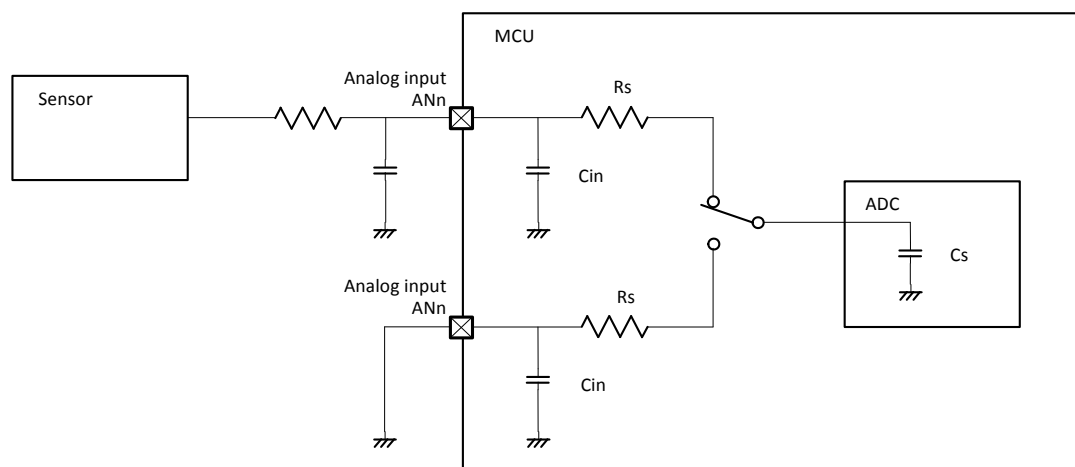 MCU
Analog input
ANn
Rs
Sensor
Cin
ADC
Cs
Analog input
ANn
Rs
Cin